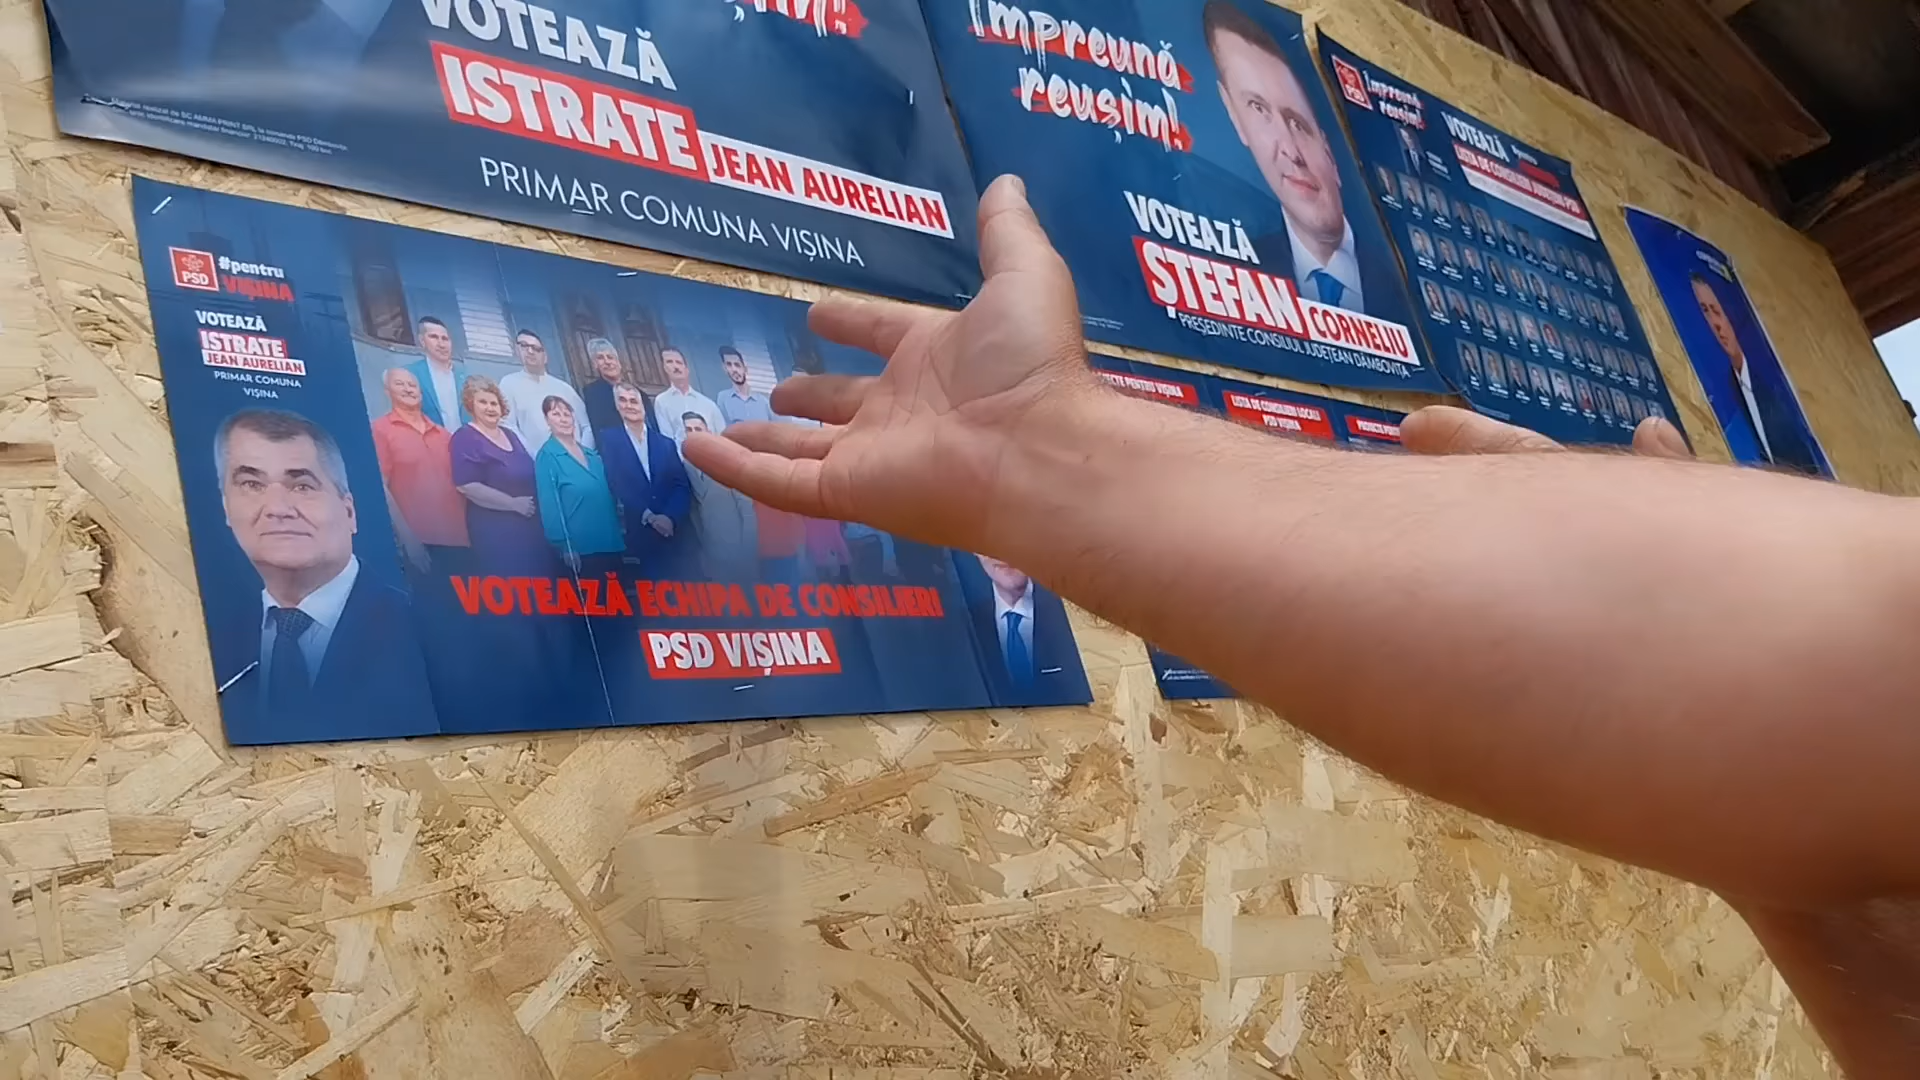 VOTEAZĂ
ISTRATE JEAN AURELIAN
PRIMAR COMUNA VIȘINA
Împreună
reușim!
VOTEAZĂ
ȘTEFAN CORNELIU
PREȘEDINTE CONSILIUL JUDEȚEAN DÂMBOVIȚA
PSD
Împreună
reușim!
VOTEAZĂ
PSD
#pentru
VIȘINA
VOTEAZĂ
ISTRATE
JEAN AURELIAN
PRIMAR COMUNA
VIȘINA
VOTEAZĂ ECHIPA DE CONSILIERI
PSD VIȘINA
PENTRU VIȘINA
LISTA DE CONSILIERI LOCALI
PSD VIȘINA